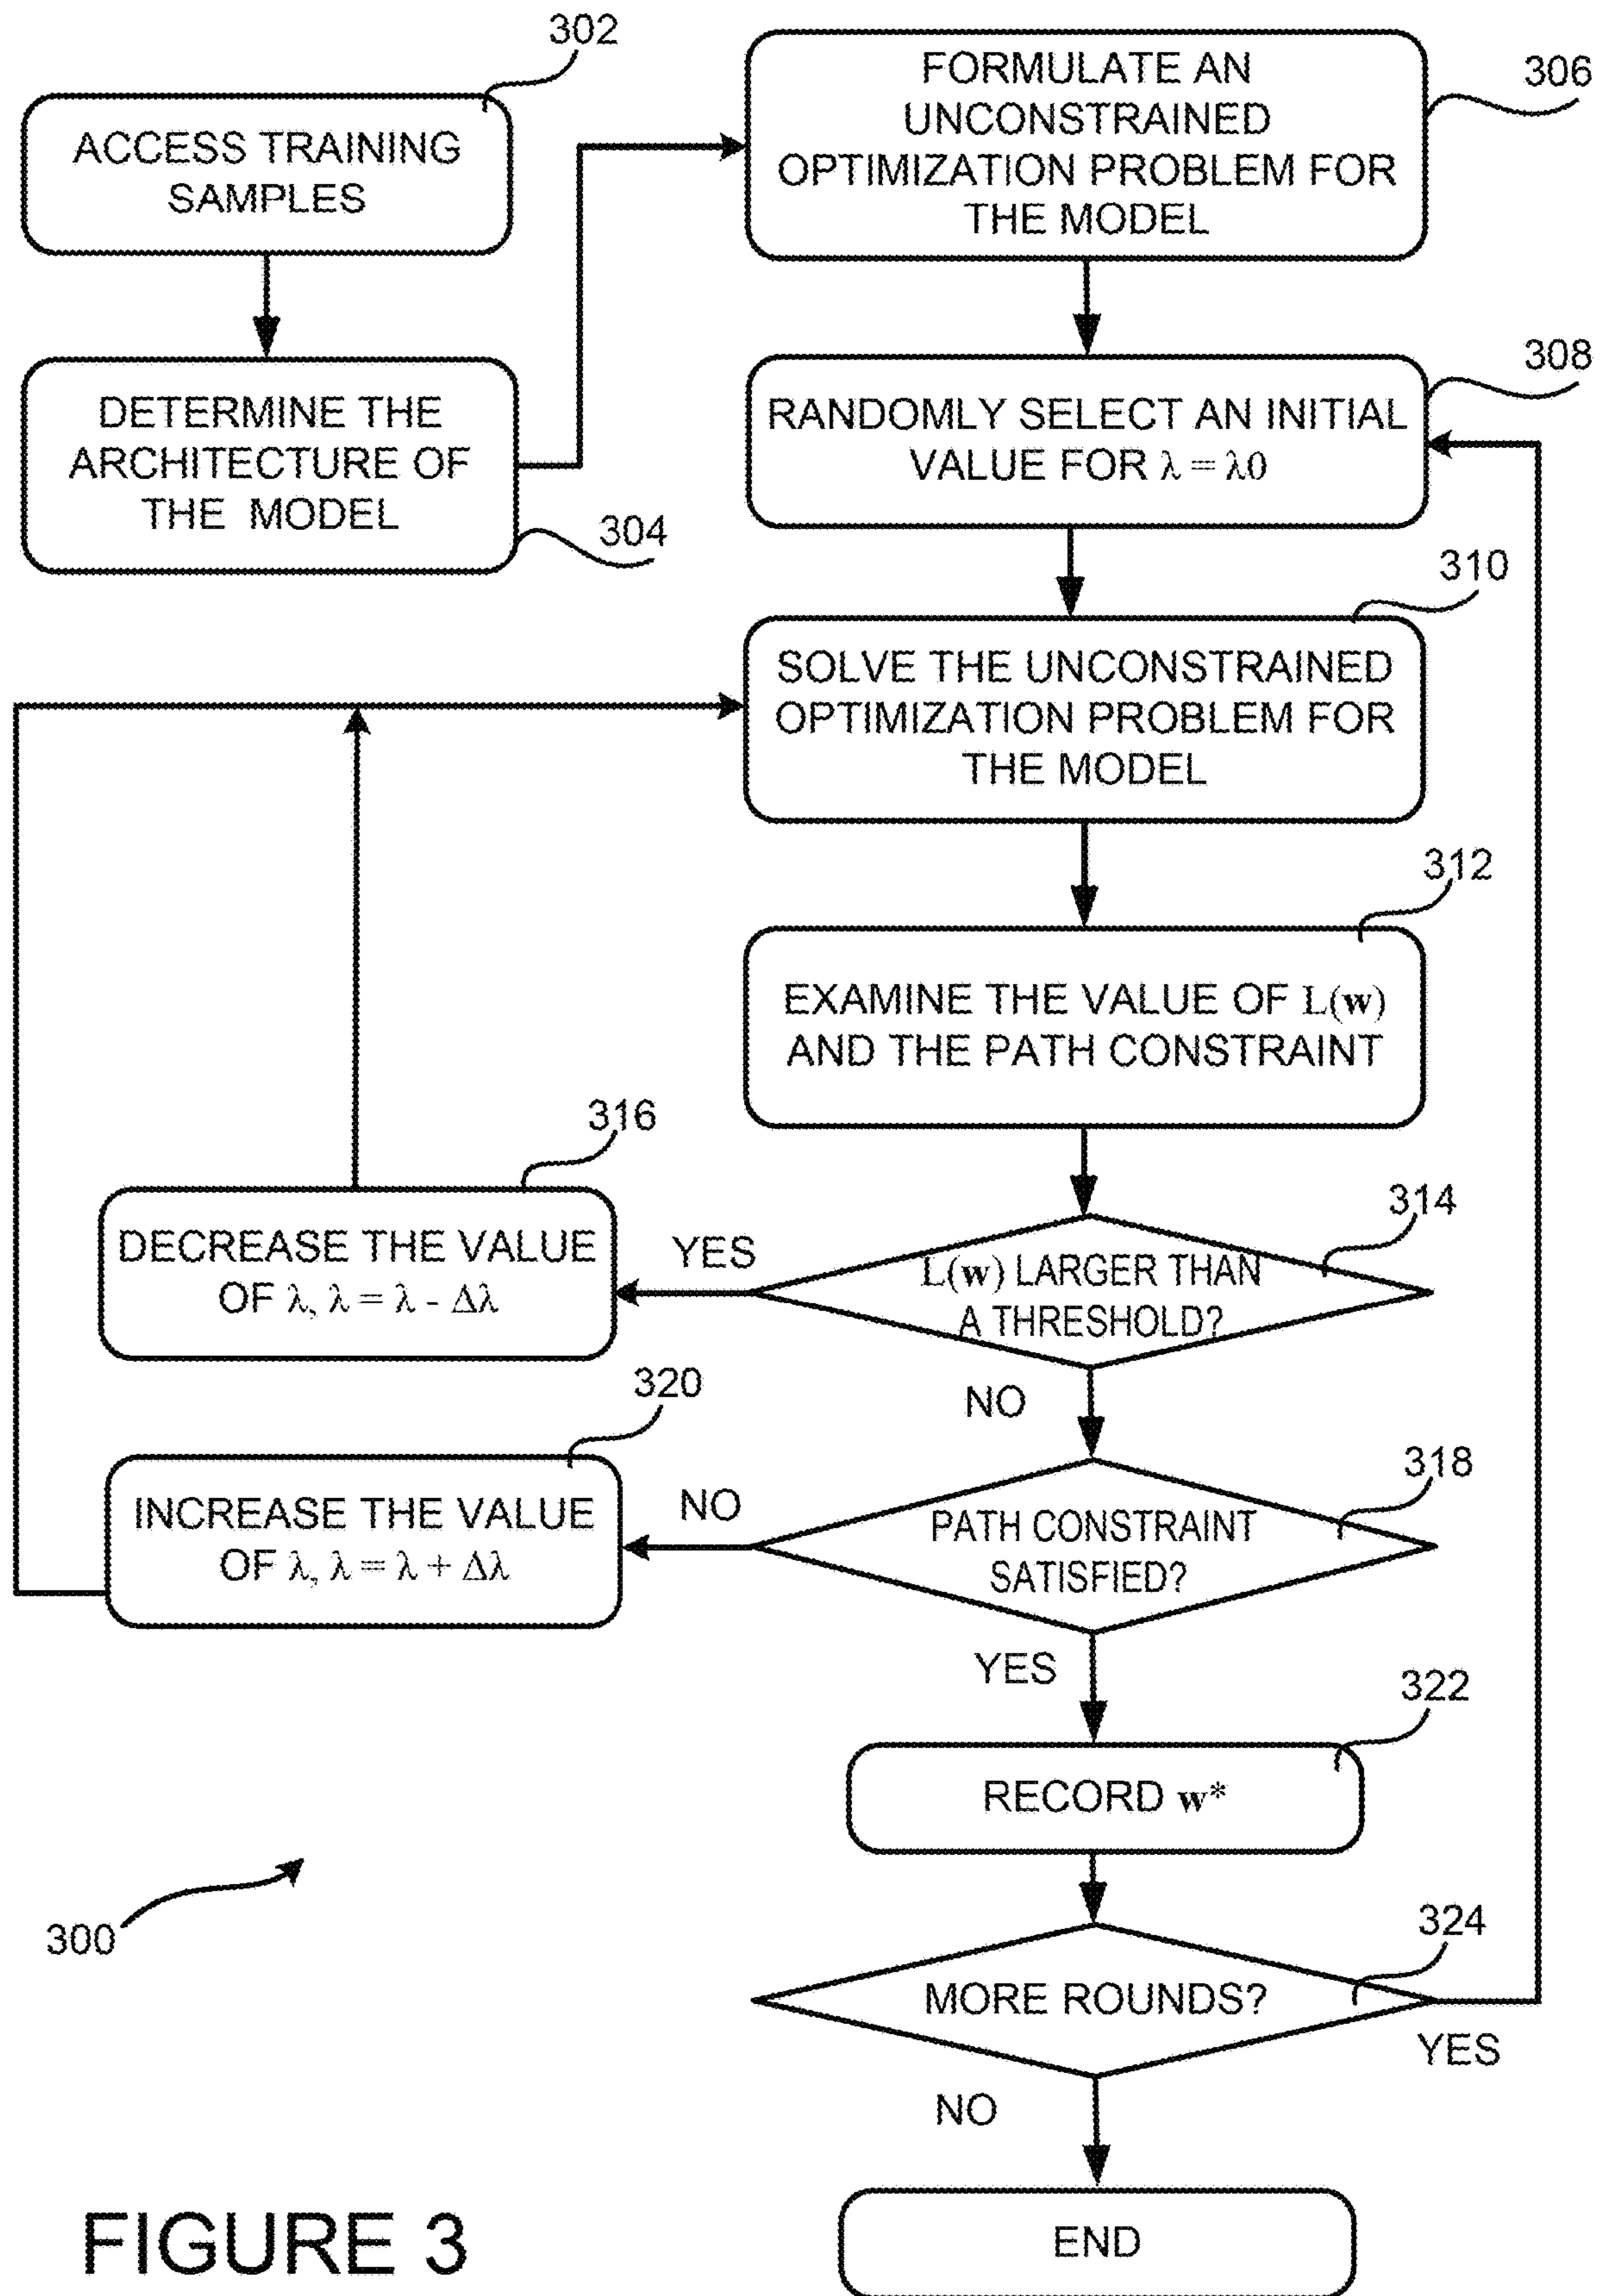 302
ACCESS TRAINING
SAMPLES
DETERMINE THE
ARCHITECTURE OF
THE MODEL
304
FORMULATE AN
UNCONSTRAINED
OPTIMIZATION PROBLEM FOR
THE MODEL
306
RANDOMLY SELECT AN INITIAL
VALUE FOR λ = λ0
308
310
SOLVE THE UNCONSTRAINED
OPTIMIZATION PROBLEM FOR
THE MODEL
312
EXAMINE THE VALUE OF L(w)
AND THE PATH CONSTRAINT
314
L(w) LARGER THAN
A THRESHOLD?
YES
316
DECREASE THE VALUE
OF λ, λ = λ - Δλ
NO
318
PATH CONSTRAINT
SATISFIED?
NO
320
INCREASE THE VALUE
OF λ, λ = λ + Δλ
YES
322
RECORD w*
324
MORE ROUNDS?
YES
NO
END
300
FIGURE 3